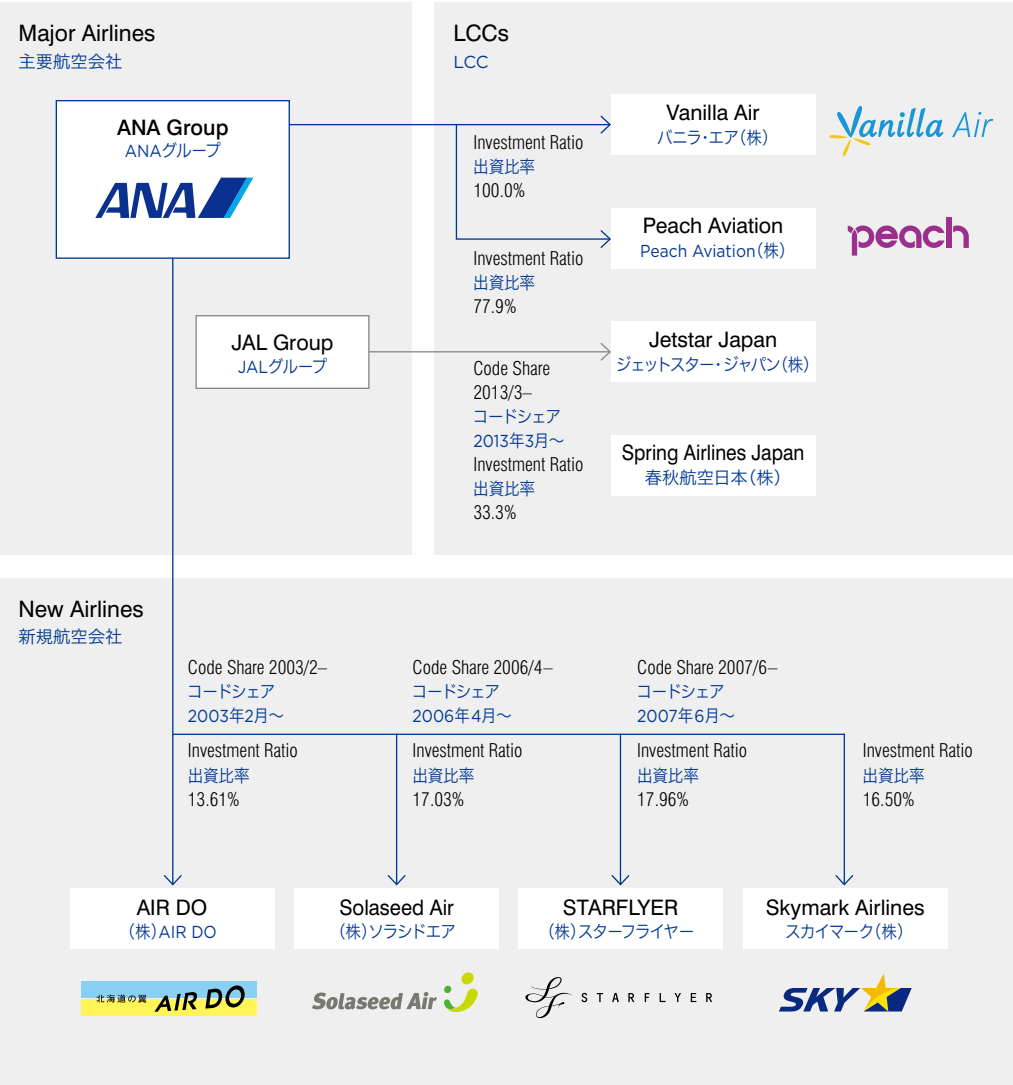 Major Airlines
主要航空会社
ANA Group
ANAグループ
ANA
JAL Group
JALグループ
LCCs
LCC
Investment Ratio
出資比率
100.0%
Vanilla Air
バニラ・エア(株)
Vanilla Air
Investment Ratio
出資比率
77.9%
Peach Aviation
Peach Aviation(株)
peach
Code Share
2013/3–
コードシェア
2013年3月～
Investment Ratio
出資比率
33.3%
Jetstar Japan
ジェットスター・ジャパン(株)
Spring Airlines Japan
春秋航空日本(株)
New Airlines
新規航空会社
Code Share 2003/2–
コードシェア
2003年2月～
Investment Ratio
出資比率
13.61%
AIR DO
(株)AIR DO
北海道の翼 AIR DO
Code Share 2006/4–
コードシェア
2006年4月～
Investment Ratio
出資比率
17.03%
Solaseed Air
(株)ソラシドエア
Solaseed Air
Code Share 2007/6–
コードシェア
2007年6月～
Investment Ratio
出資比率
17.96%
STARFLYER
(株)スターフライヤー
STARFLYER
Investment Ratio
出資比率
16.50%
Skymark Airlines
スカイマーク(株)
SKY